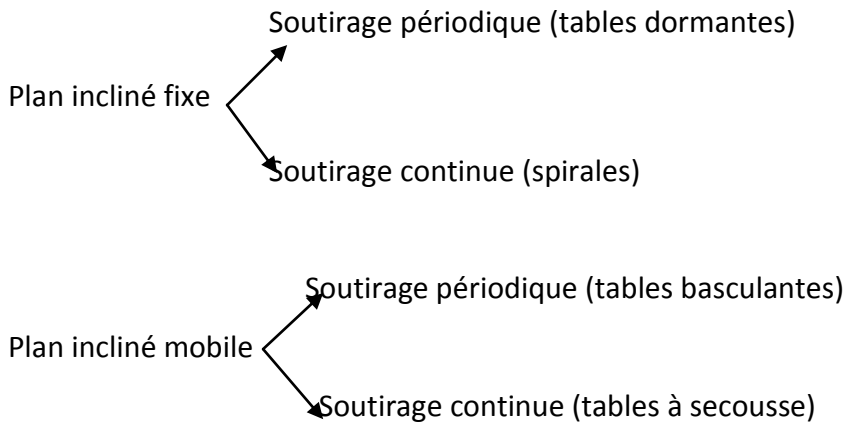 Soutirage périodique (tables dormantes)
Plan incliné fixe
Soutirage continue (spirales)
Soutirage périodique (tables basculantes)
Plan incliné mobile
Soutirage continue (tables à secousse)